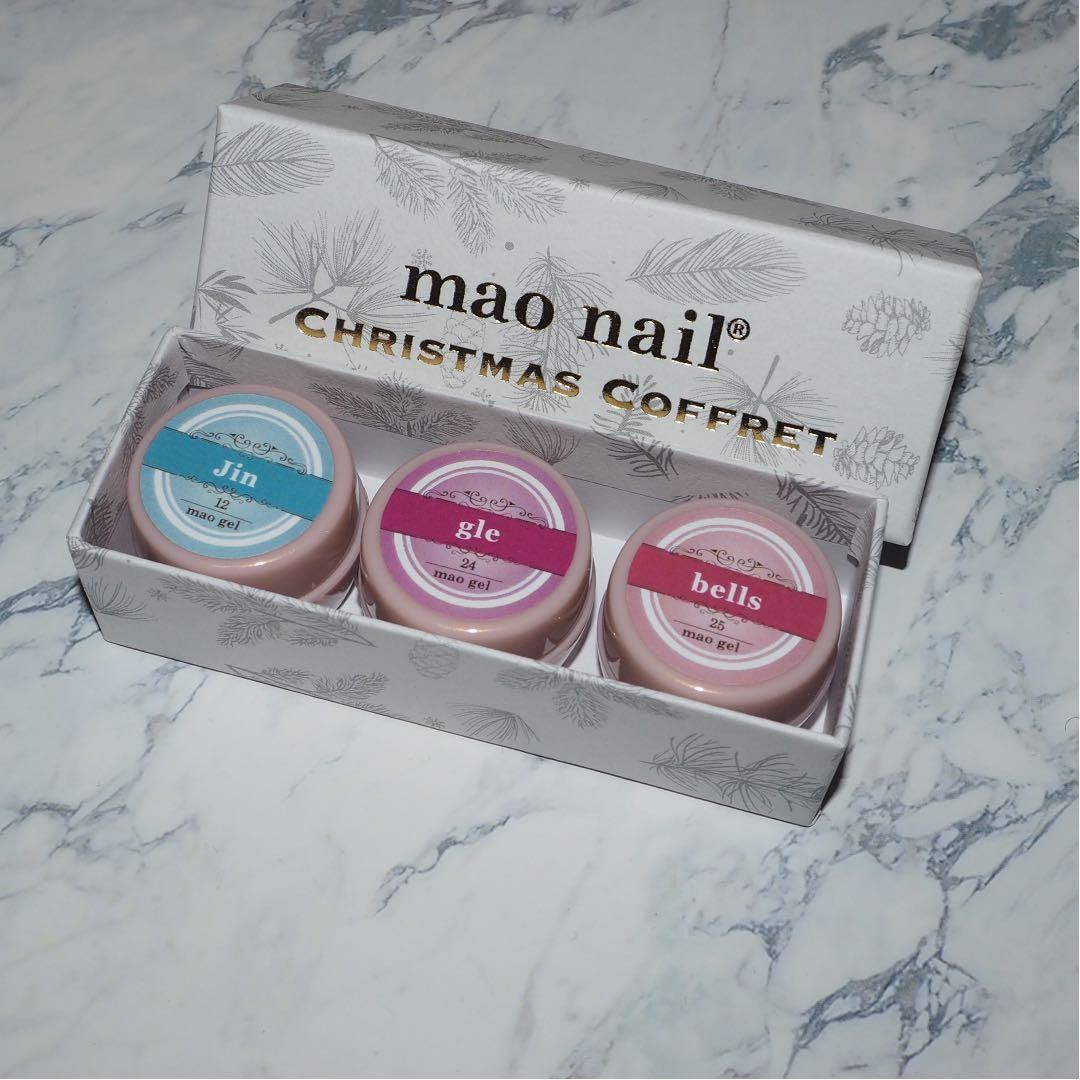 mao nail®
CHRISTMAS COFFRET
Jin
12
mao gel
gle
24
mao gel
bells
25
mao gel